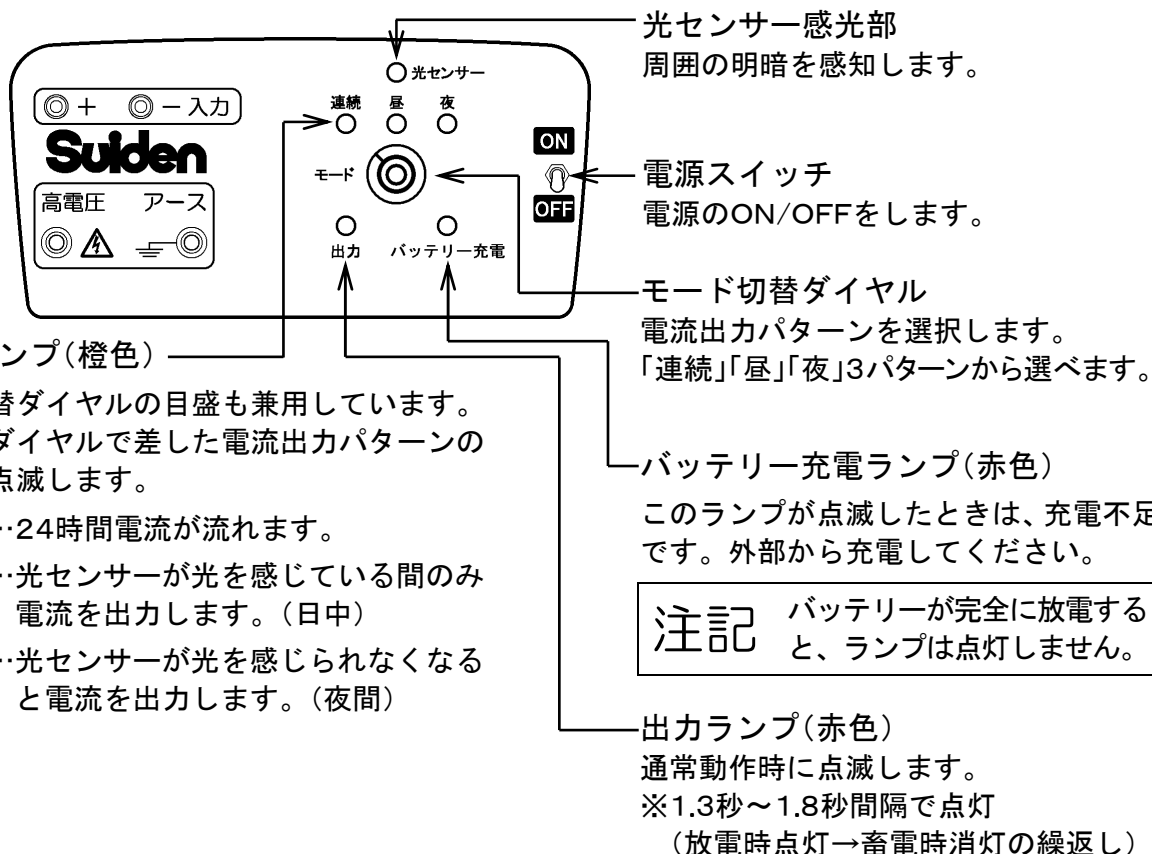 光センサー感光部
周囲の明暗を感知します。
光センサー
連続 昼 夜
+ − 入力
Suiden
モード
ON
OFF
高電圧 アース
出力 バッテリー充電
電源スイッチ
電源のON/OFFをします。
モード切替ダイヤル
電流出力パターンを選択します。
「連続」「昼」「夜」3パターンから選べます。
ンプ(橙色)
替ダイヤルの目盛も兼用しています。
ダイヤルで差した電流出力パターンの
点滅します。
…24時間電流が流れます。
…光センサーが光を感じている間のみ
電流を出力します。(日中)
…光センサーが光を感じられなくなる
と電流を出力します。(夜間)
バッテリー充電ランプ(赤色)
このランプが点滅したときは、充電不足
です。外部から充電してください。
注記 バッテリーが完全に放電する
と、ランプは点灯しません。
出力ランプ(赤色)
通常動作時に点滅します。
※1.3秒〜1.8秒間隔で点灯
(放電時点灯→畜電時消灯の繰返し)